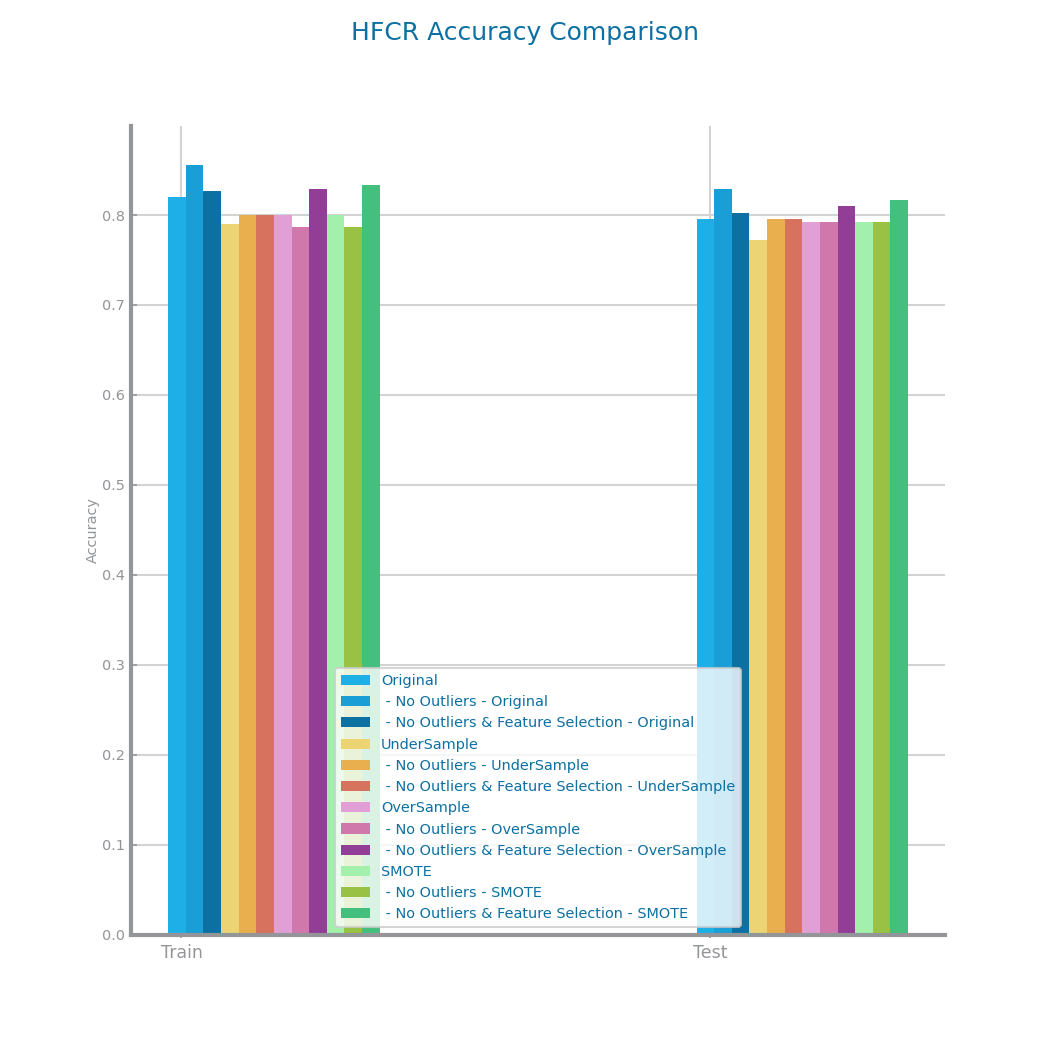 HFCR Accuracy Comparison
Accuracy
0.8
0.7
0.6
0.5
0.4
0.3
0.2
0.1
0.0
Original
- No Outliers - Original
- No Outliers & Feature Selection - Original
UnderSample
- No Outliers - UnderSample
- No Outliers & Feature Selection - UnderSample
OverSample
- No Outliers - OverSample
- No Outliers & Feature Selection - OverSample
SMOTE
- No Outliers - SMOTE
- No Outliers & Feature Selection - SMOTE
Train
Test